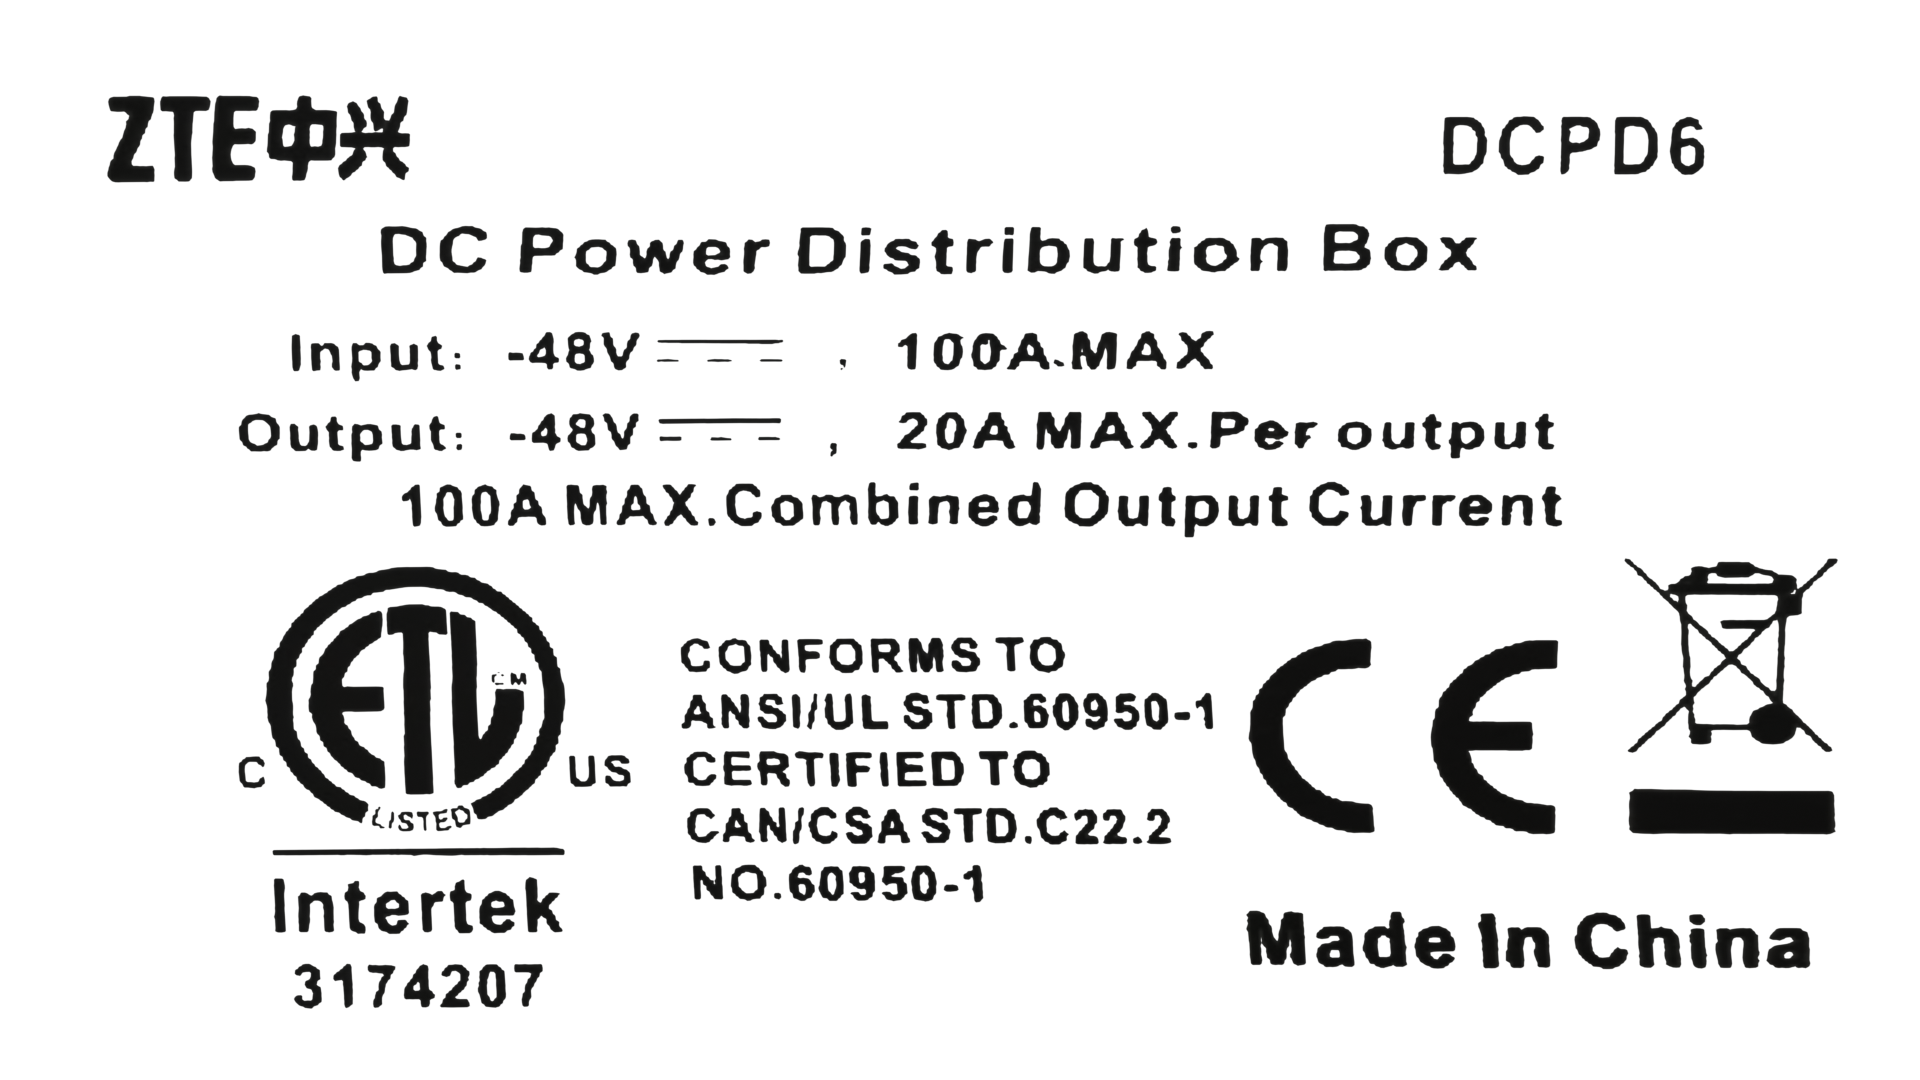 ZTE中兴
DCPD6
DC Power Distribution Box
Input: -48V , 100A.MAX
Output: -48V , 20A MAX.Per output
100A MAX.Combined Output Current
ETL CM
C US
LISTED
Intertek
3174207
CONFORMS TO
ANSI/UL STD.60950-1
CERTIFIED TO
CAN/CSA STD.C22.2
NO.60950-1
CE
Made In China